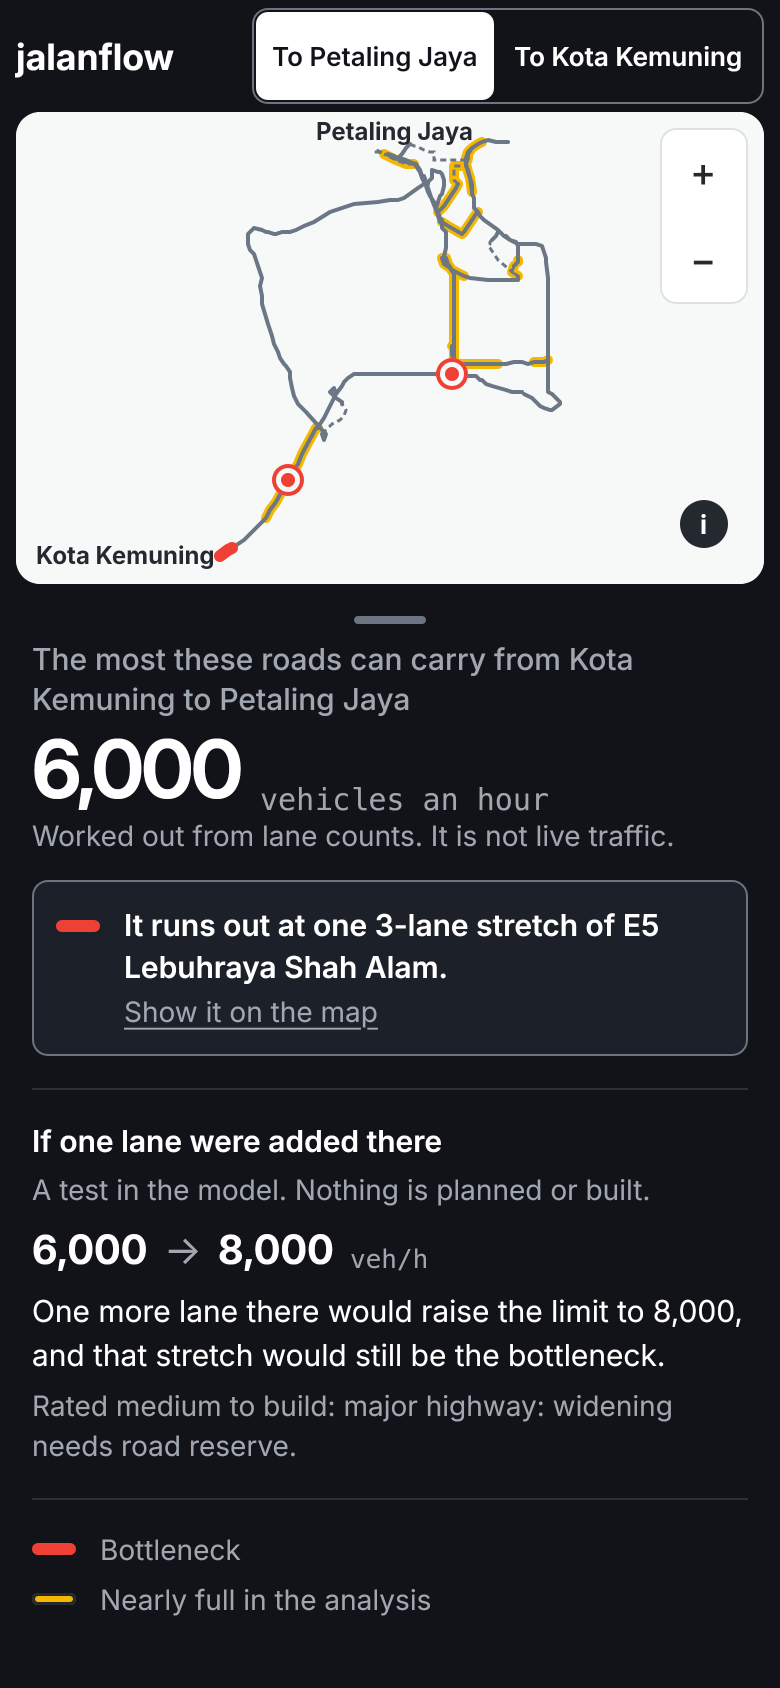 jalanflow
To Petaling Jaya
To Kota Kemuning
Petaling Jaya
+
−
i
Kota Kemuning
The most these roads can carry from Kota
Kemuning to Petaling Jaya
6,000 vehicles an hour
Worked out from lane counts. It is not live traffic.
It runs out at one 3-lane stretch of E5
Lebuhraya Shah Alam.
Show it on the map
If one lane were added there
A test in the model. Nothing is planned or built.
6,000 → 8,000 veh/h
One more lane there would raise the limit to 8,000,
and that stretch would still be the bottleneck.
Rated medium to build: major highway: widening
needs road reserve.
Bottleneck
Nearly full in the analysis